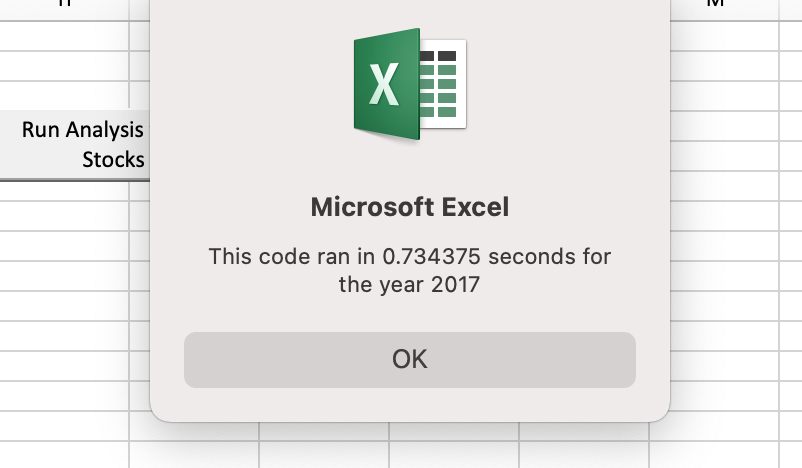 M
Run Analysis
Stocks
X
Microsoft Excel
This code ran in 0.734375 seconds for
the year 2017
OK